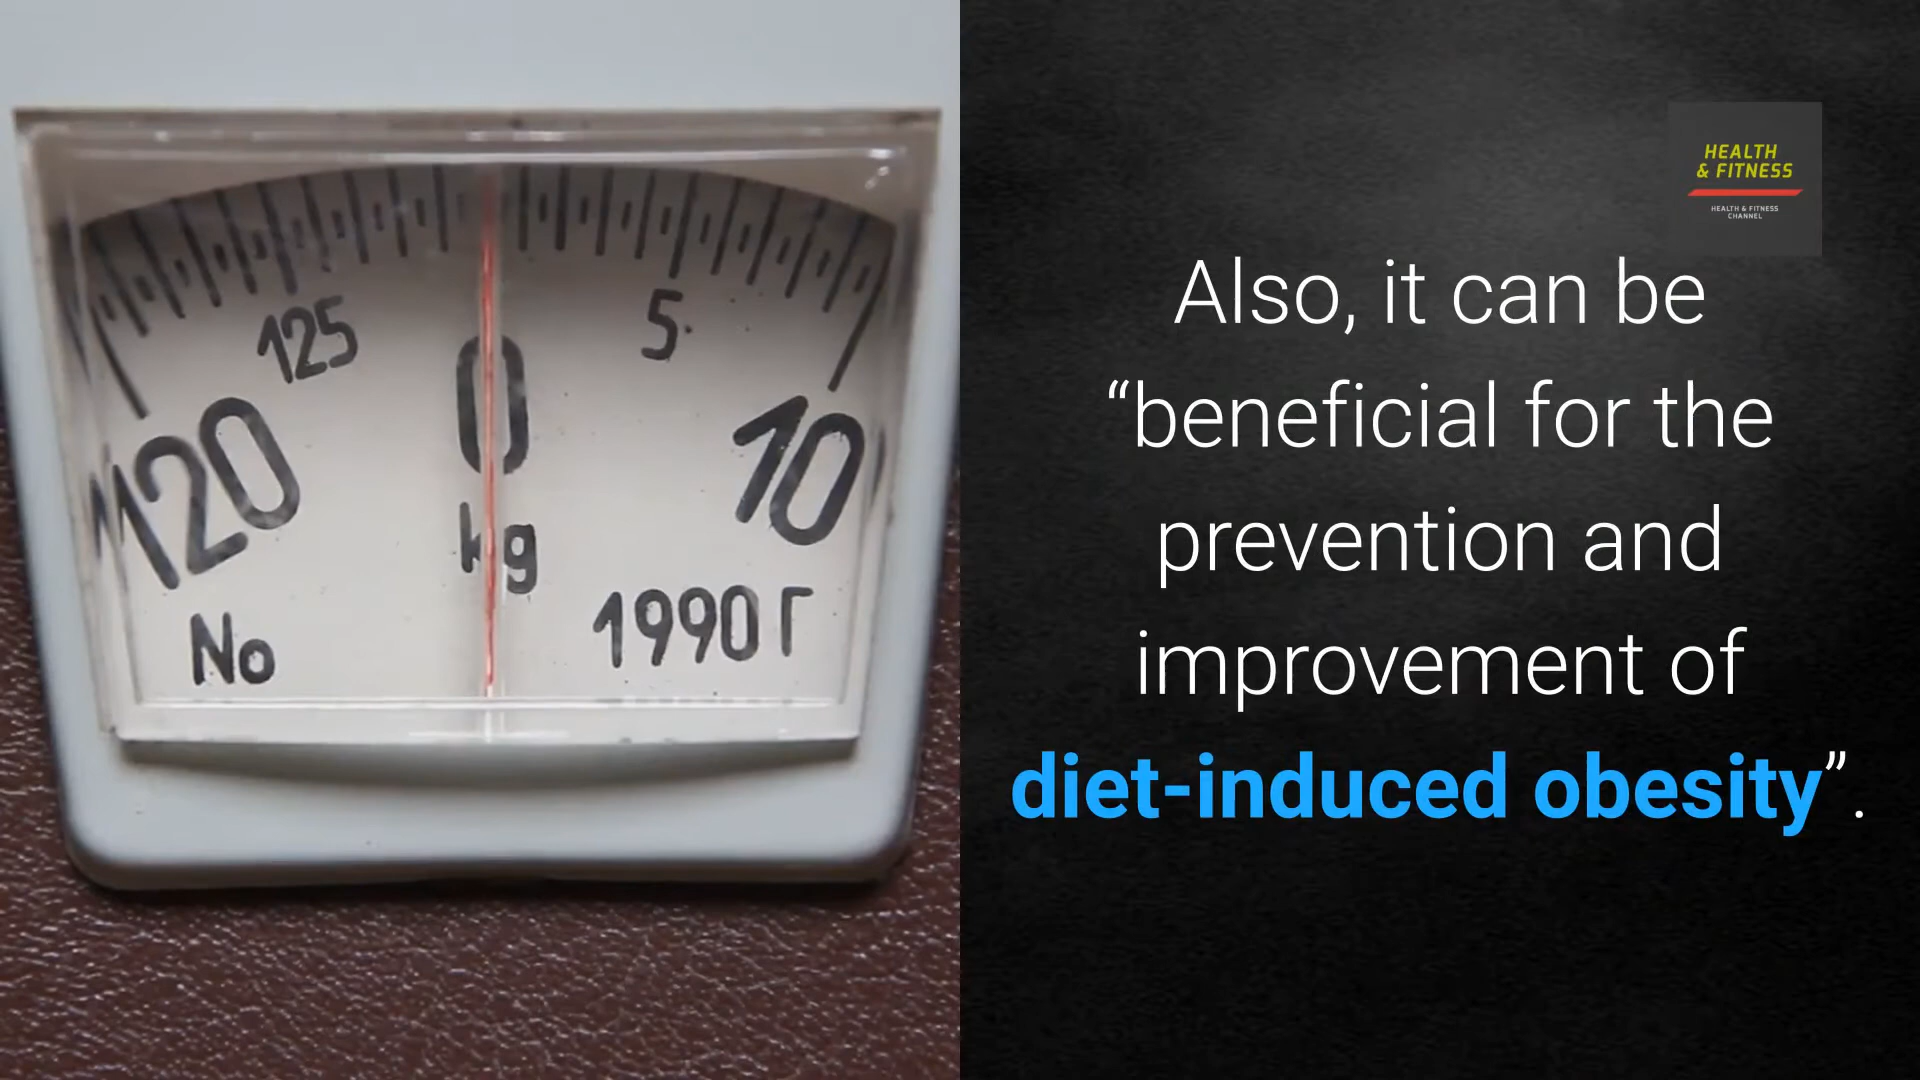 125
0
5
120
10
kg
No
1990 Г
HEALTH
& FITNESS
HEALTH & FITNESS
CHANNEL
Also, it can be
“beneficial for the
prevention and
improvement of
diet-induced obesity”.